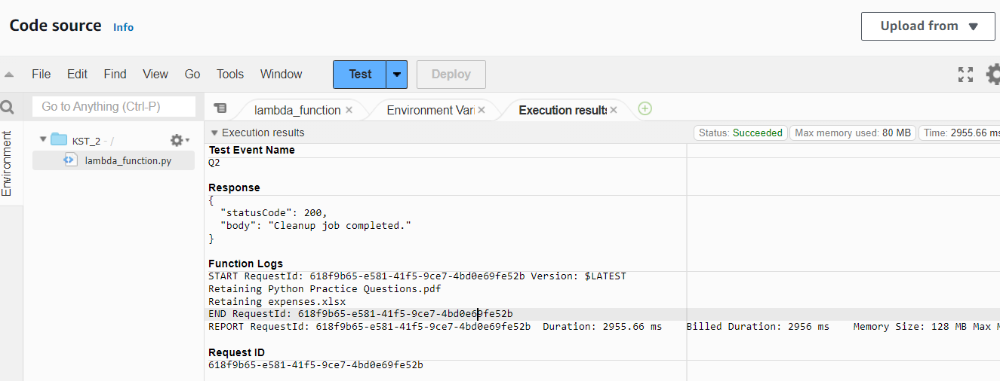 Code source Info
Upload from
File Edit Find View Go Tools Window Test Deploy
Go to Anything (Ctrl-P)
lambda_function
Environment Vari
Execution results
Environment
KST_2 - /
lambda_function.py
Execution results
Status: Succeeded
Max memory used: 80 MB
Time: 2955.66 ms
Test Event Name
Q2
Response
{
"statusCode": 200,
"body": "Cleanup job completed."
}
Function Logs
START RequestId: 618f9b65-e581-41f5-9ce7-4bd0e69fe52b Version: $LATEST
Retaining Python Practice Questions.pdf
Retaining expenses.xlsx
END RequestId: 618f9b65-e581-41f5-9ce7-4bd0e69fe52b
REPORT RequestId: 618f9b65-e581-41f5-9ce7-4bd0e69fe52b Duration: 2955.66 ms Billed Duration: 2956 ms Memory Size: 128 MB Max M
Request ID
618f9b65-e581-41f5-9ce7-4bd0e69fe52b